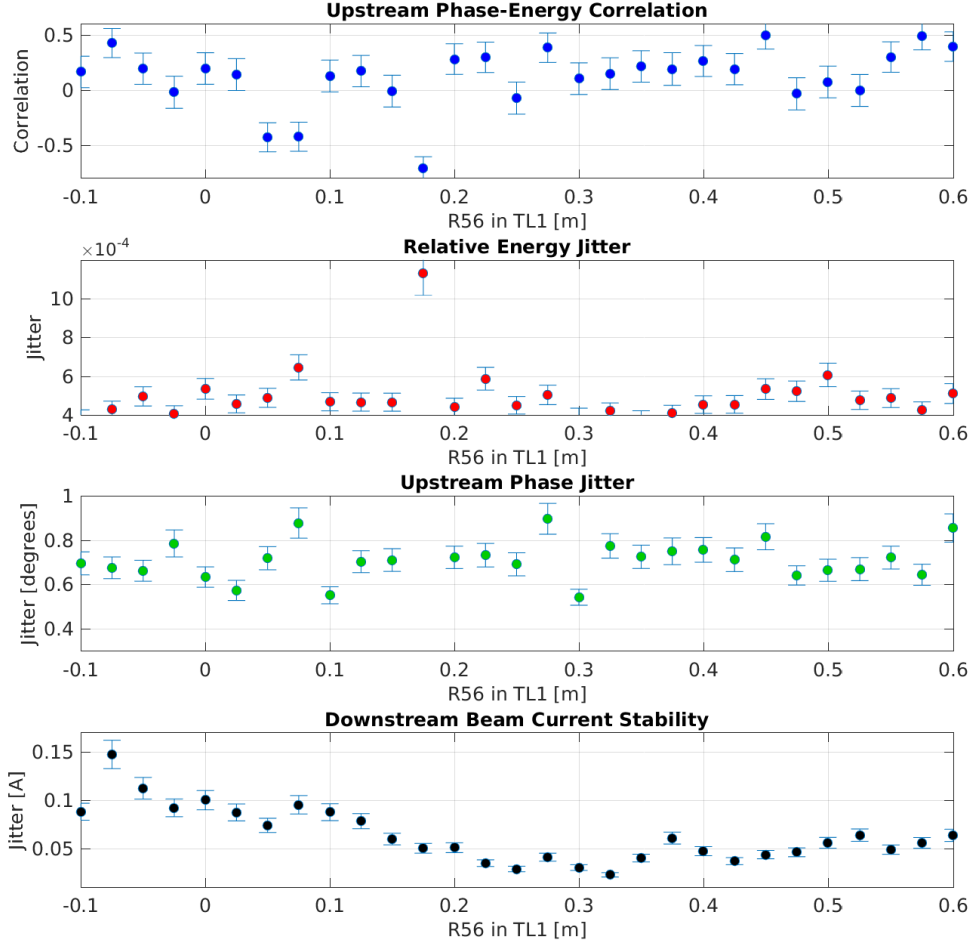 Upstream Phase-Energy Correlation
Correlation
0.5
0
-0.5
-0.1 0 0.1 0.2 0.3 0.4 0.5 0.6
R56 in TL1 [m]
×10⁻⁴
Relative Energy Jitter
Jitter
10
8
6
4
-0.1 0 0.1 0.2 0.3 0.4 0.5 0.6
R56 in TL1 [m]
Upstream Phase Jitter
Jitter [degrees]
1
0.8
0.6
0.4
-0.1 0 0.1 0.2 0.3 0.4 0.5 0.6
R56 in TL1 [m]
Downstream Beam Current Stability
Jitter [A]
0.15
0.1
0.05
-0.1 0 0.1 0.2 0.3 0.4 0.5 0.6
R56 in TL1 [m]